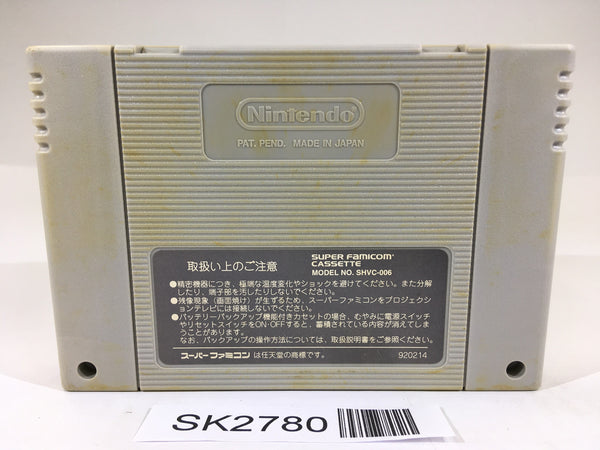 Nintendo
PAT. PEND. MADE IN JAPAN
取扱い上のご注意
SUPER FAMICOM
CASSETTE
MODEL NO. SHVC-006
●精密機器につき、極端な温度変化やショックを避けてください。また分解
したり、端子部を汚したりしないでください。
●残像現象（画面焼け）が生ずるため、スーパーファミコンをプロジェクシ
ョンテレビには接続しないでください。
●バッテリーバックアップ機能付きカセットの場合、むやみに電源スイッチ
やリセットスイッチをON・OFFすると、蓄積されている内容が消えてしま
うことがあります。
なお、バックアップの操作方法については、取扱説明書をご参照ください。
スーパーファミコン は任天堂の商標です。
920214
SK2780